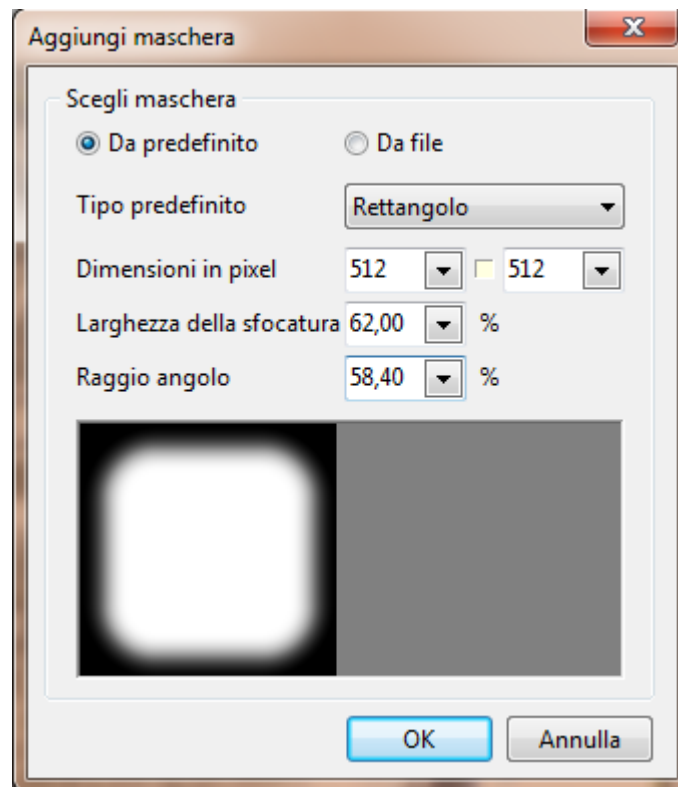 Aggiungi maschera
Scegli maschera
Da predefinito Da file
Tipo predefinito Rettangolo
Dimensioni in pixel 512 512
Larghezza della sfocatura 62,00 %
Raggio angolo 58,40 %
OK Annulla